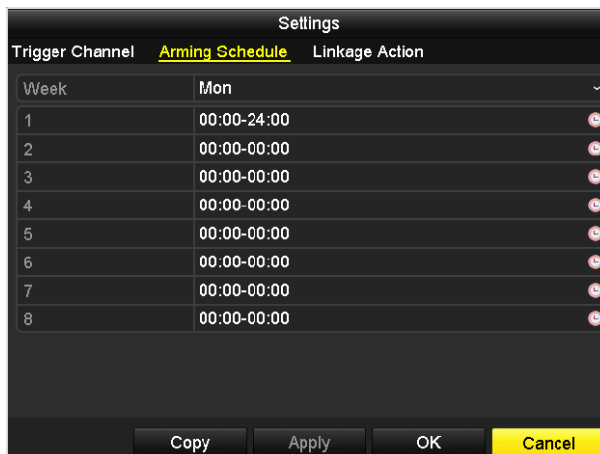 Settings
Trigger Channel Arming Schedule Linkage Action
Week Mon
1 00:00-24:00
2 00:00-00:00
3 00:00-00:00
4 00:00-00:00
5 00:00-00:00
6 00:00-00:00
7 00:00-00:00
8 00:00-00:00
Copy Apply OK Cancel